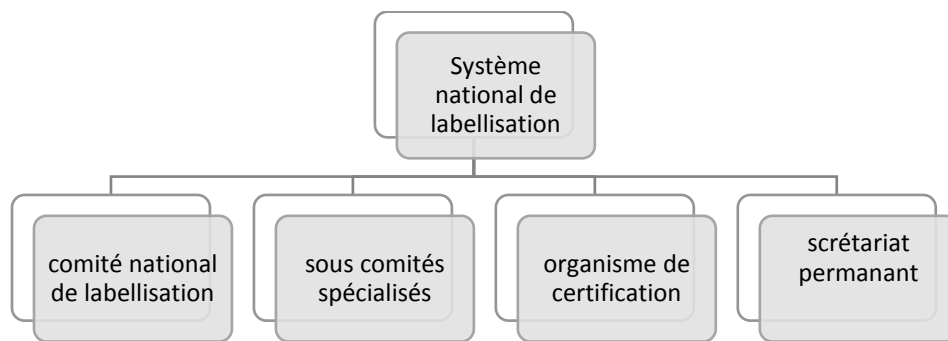 Système
national de
labellisation
comité national
de labellisation
sous comités
spécialisés
organisme de
certification
scrétariat
permanant